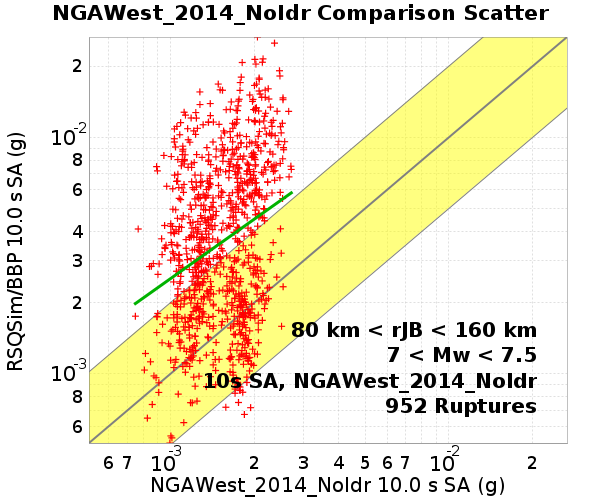 NGAWest_2014_NoIdr Comparison Scatter
RSQSim/BBP 10.0 s SA (g)
2
10-2
8
6
4
3
2
10-3
8
6
80 km < rJB < 160 km
7 < Mw < 7.5
10s SA, NGAWest_2014_NoIdr
952 Ruptures
6 7 10-3 2 3 4 5 6 7 10-2 2
NGAWest_2014_NoIdr 10.0 s SA (g)